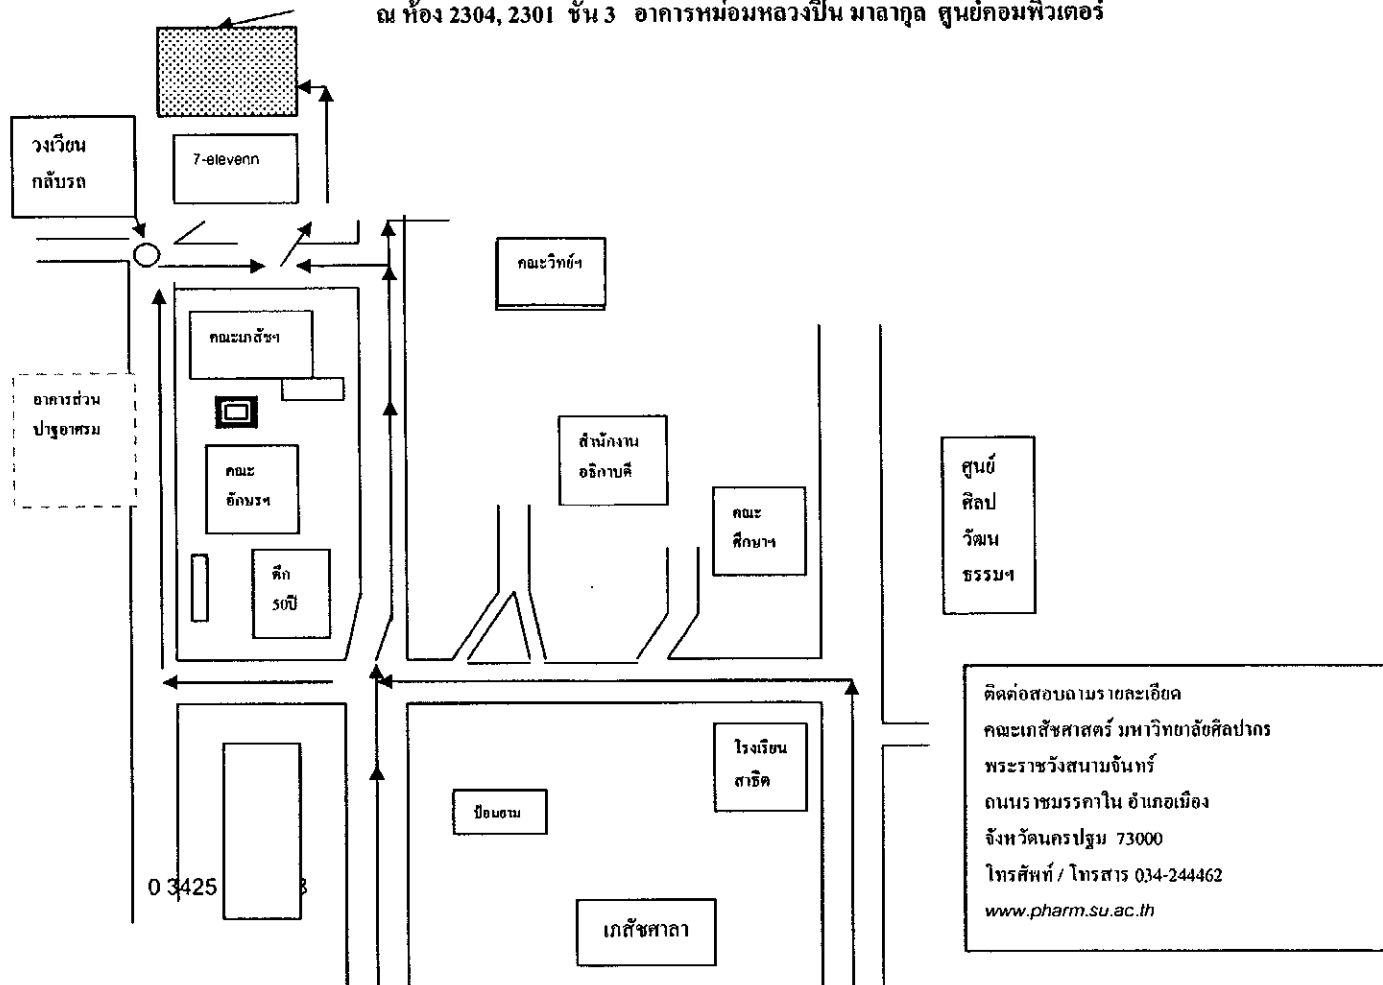 ณ ห้อง 2304, 2301 ชั้น 3 อาคารหม่อมหลวงปิ่น มาลากุล ศูนย์คอมพิวเตอร์
วงเวียน
กลับรถ
7-elevenn
คณะวิทย์ฯ
คณะเภสัชฯ
อาคารส่วน
ปาฐอาศรม
สำนักงาน
อธิการบดี
คณะ
อักษรฯ
คณะ
ศึกษาฯ
ศูนย์
ศิลป
วัฒน
ธรรมฯ
ตึก
50ปี
ติดต่อสอบถามรายละเอียด
คณะเภสัชศาสตร์ มหาวิทยาลัยศิลปากร
พระราชวังสนามจันทร์
ถนนราชมรรคาใน อำเภอเมือง
จังหวัดนครปฐม 73000
โทรศัพท์ / โทรสาร 034-244462
www.pharm.su.ac.th
โรงเรียน
สาธิต
ป้อมยาม
0 3425
เภสัชศาลา